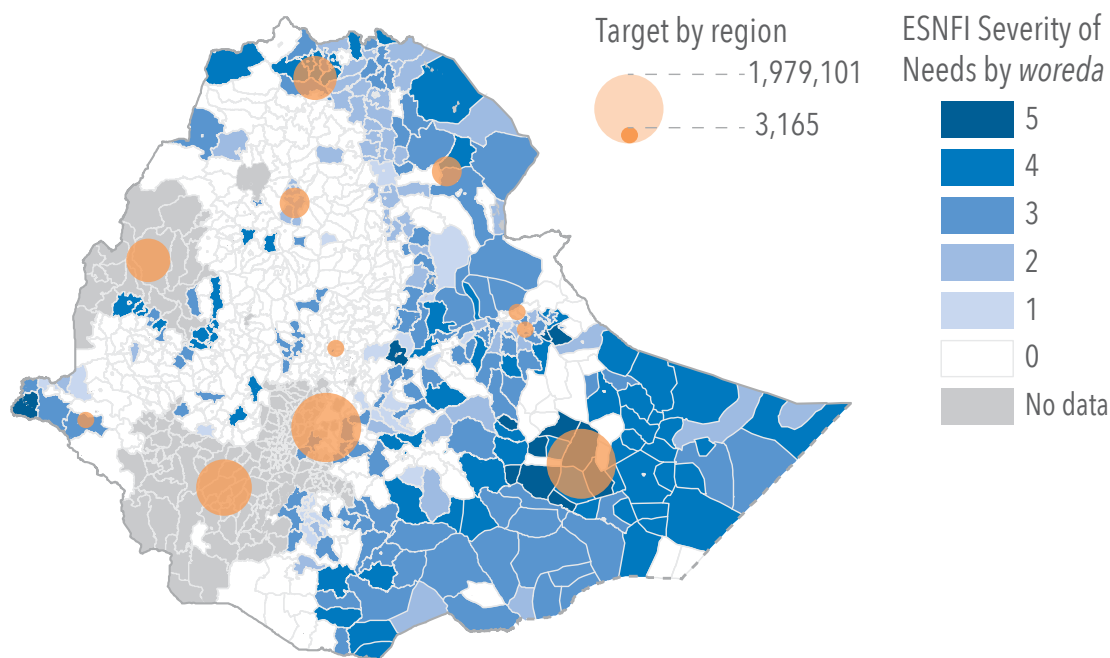 Target by region
1,979,101
3,165
ESNFI Severity of
Needs by woreda
5
4
3
2
1
0
No data